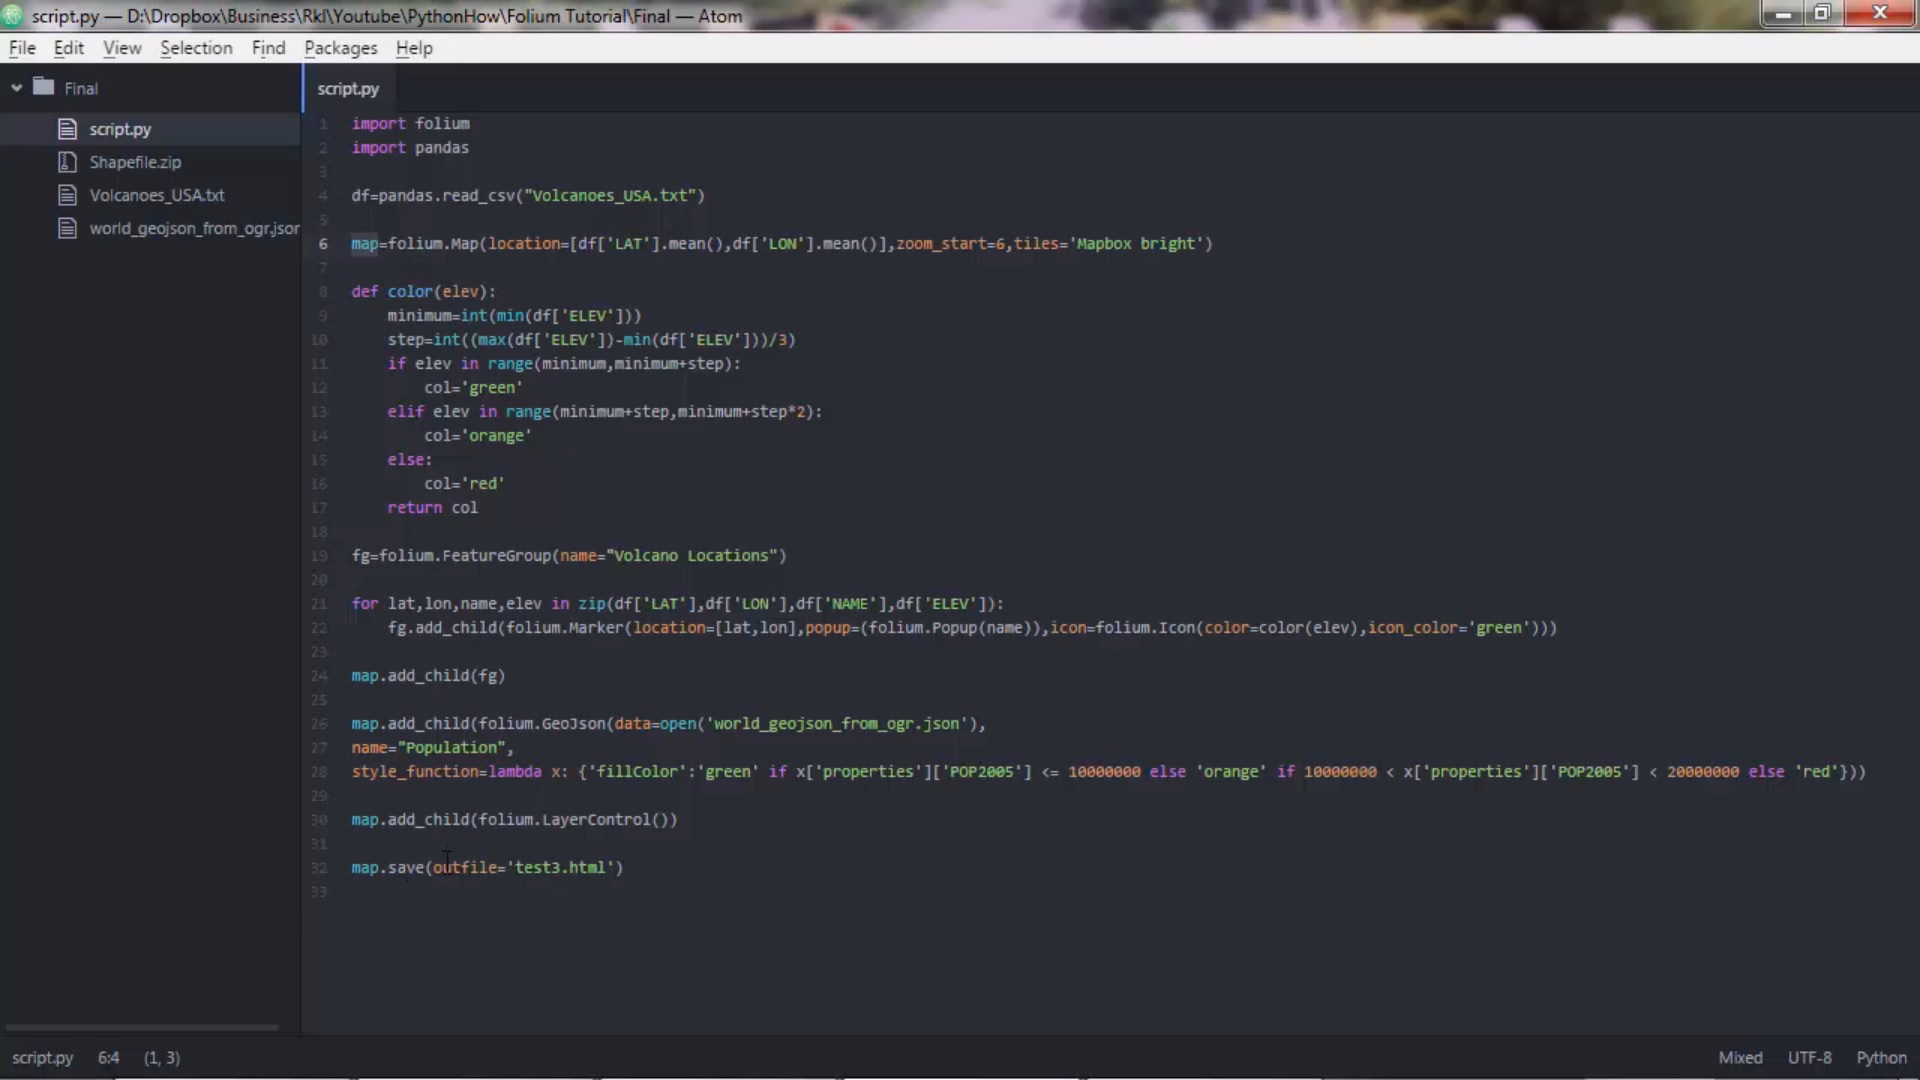 script.py — D:\Dropbox\Business\Rkl\Youtube\PythonHow\Folium Tutorial\Final — Atom
File Edit View Selection Find Packages Help
Final
script.py
Shapefile.zip
Volcanoes_USA.txt
world_geojson_from_ogr.json
script.py
1 import folium
2 import pandas
3
4 df=pandas.read_csv("Volcanoes_USA.txt")
5
6 map=folium.Map(location=[df['LAT'].mean(),df['LON'].mean()],zoom_start=6,tiles='Mapbox bright')
7
8 def color(elev):
9     minimum=int(min(df['ELEV']))
10     step=int((max(df['ELEV'])-min(df['ELEV']))/3)
11     if elev in range(minimum,minimum+step):
12         col='green'
13     elif elev in range(minimum+step,minimum+step*2):
14         col='orange'
15     else:
16         col='red'
17     return col
18
19 fg=folium.FeatureGroup(name="Volcano Locations")
20
21 for lat,lon,name,elev in zip(df['LAT'],df['LON'],df['NAME'],df['ELEV']):
22     fg.add_child(folium.Marker(location=[lat,lon],popup=(folium.Popup(name)),icon=folium.Icon(color=color(elev),icon_color='green')))
23
24 map.add_child(fg)
25
26 map.add_child(folium.GeoJson(data=open('world_geojson_from_ogr.json'),
27 name="Population",
28 style_function=lambda x: {'fillColor':'green' if x['properties']['POP2005'] <= 10000000 else 'orange' if 10000000 < x['properties']['POP2005'] < 20000000 else 'red'}))
29
30 map.add_child(folium.LayerControl())
31
32 map.save(outfile='test3.html')
33
script.py 6:4 (1, 3) Mixed UTF-8 Python